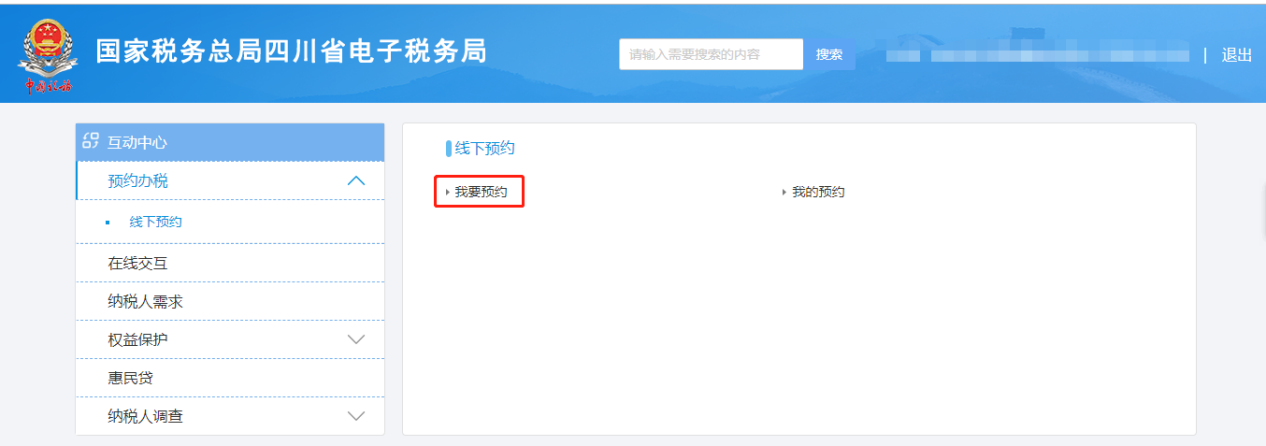 国家税务总局四川省电子税务局
请输入需要搜索的内容 搜索 | 退出
中国税务
互动中心
预约办税
线下预约
在线交互
纳税人需求
权益保护
惠民贷
纳税人调查
线下预约
我要预约 我的预约